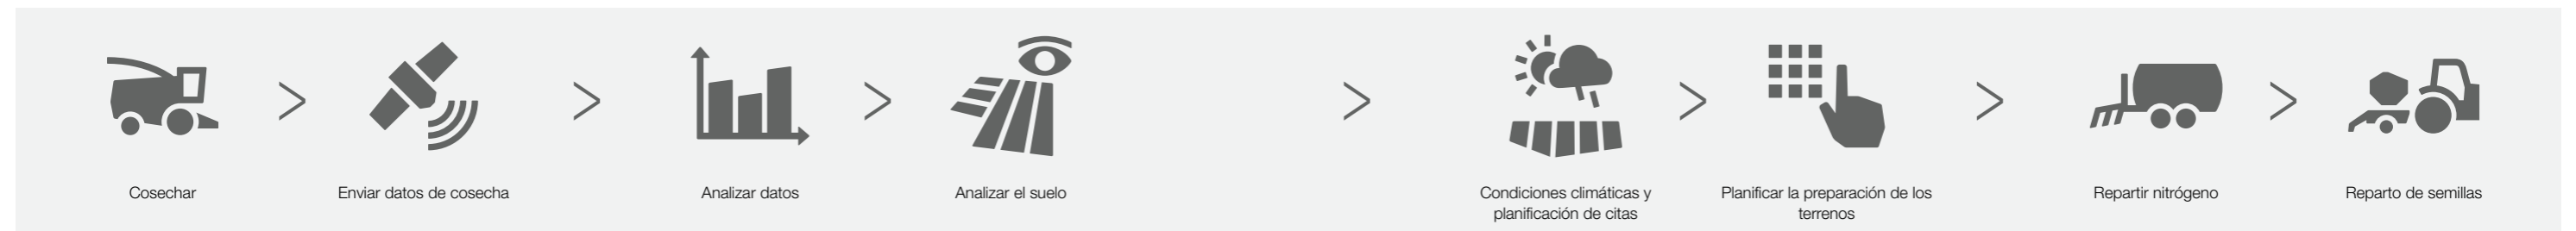 Cosechar
Enviar datos de cosecha
Analizar datos
Analizar el suelo
Condiciones climáticas y
planificación de citas
Planificar la preparación de los
terrenos
Repartir nitrógeno
Reparto de semillas